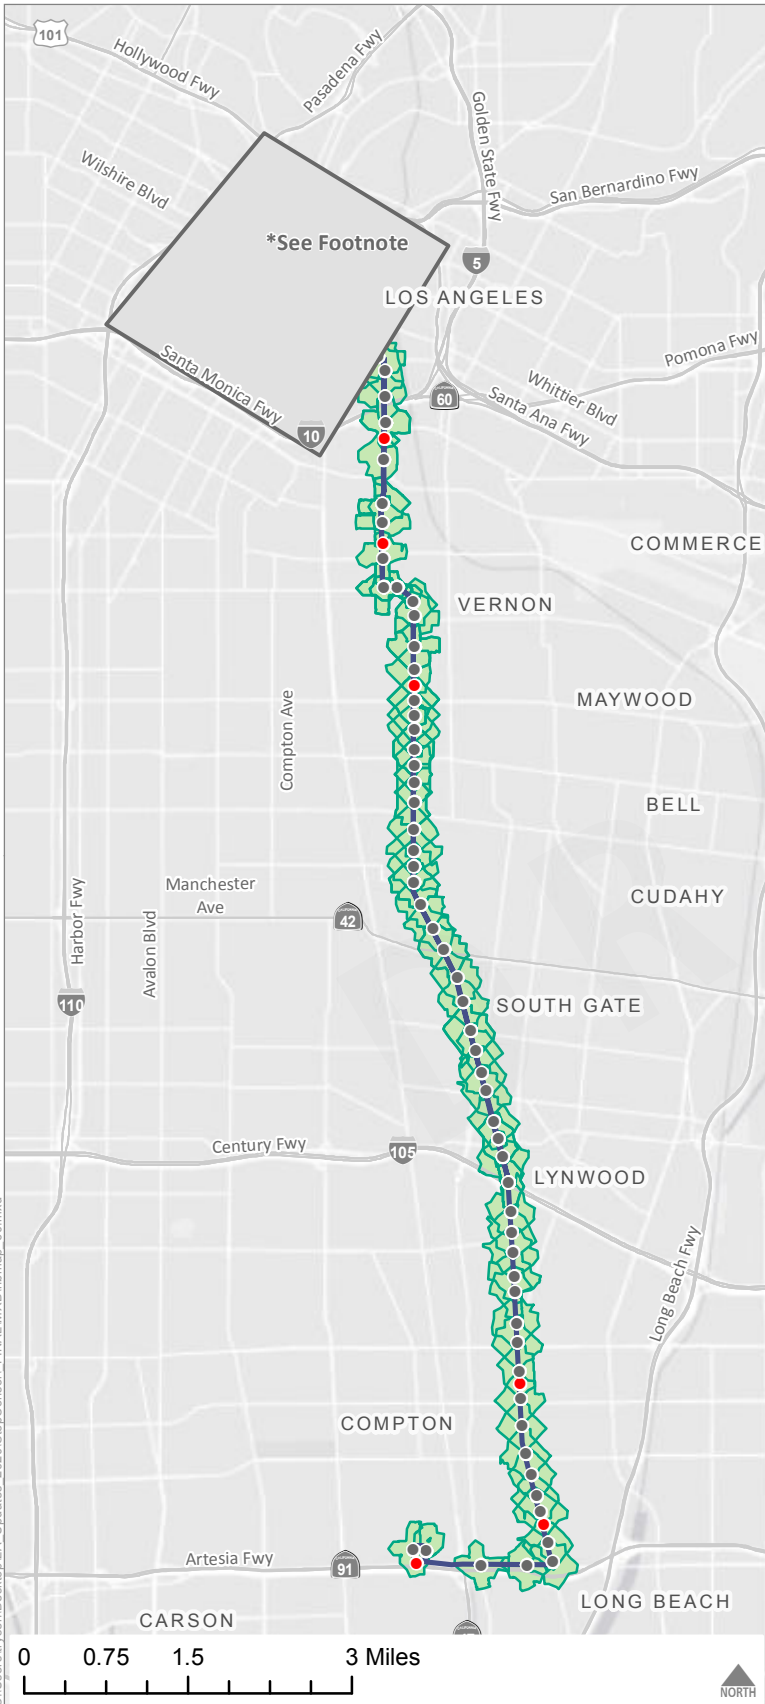 101
Hollywood Fwy
Pasadena Fwy
Golden State Fwy
Wilshire Blvd
San Bernardino Fwy
*See Footnote
5
LOS ANGELES
Santa Monica Fwy
Pomona Fwy
Whittier Blvd
60
Santa Ana Fwy
10
COMMERCE
VERNON
MAYWOOD
Compton Ave
BELL
Manchester
Ave
CUDAHY
Harbor Fwy
Avalon Blvd
42
110
SOUTH GATE
Century Fwy
105
LYNWOOD
Long Beach Fwy
COMPTON
Artesia Fwy
91
LONG BEACH
CARSON
0 0.75 1.5 3 Miles
NORTH